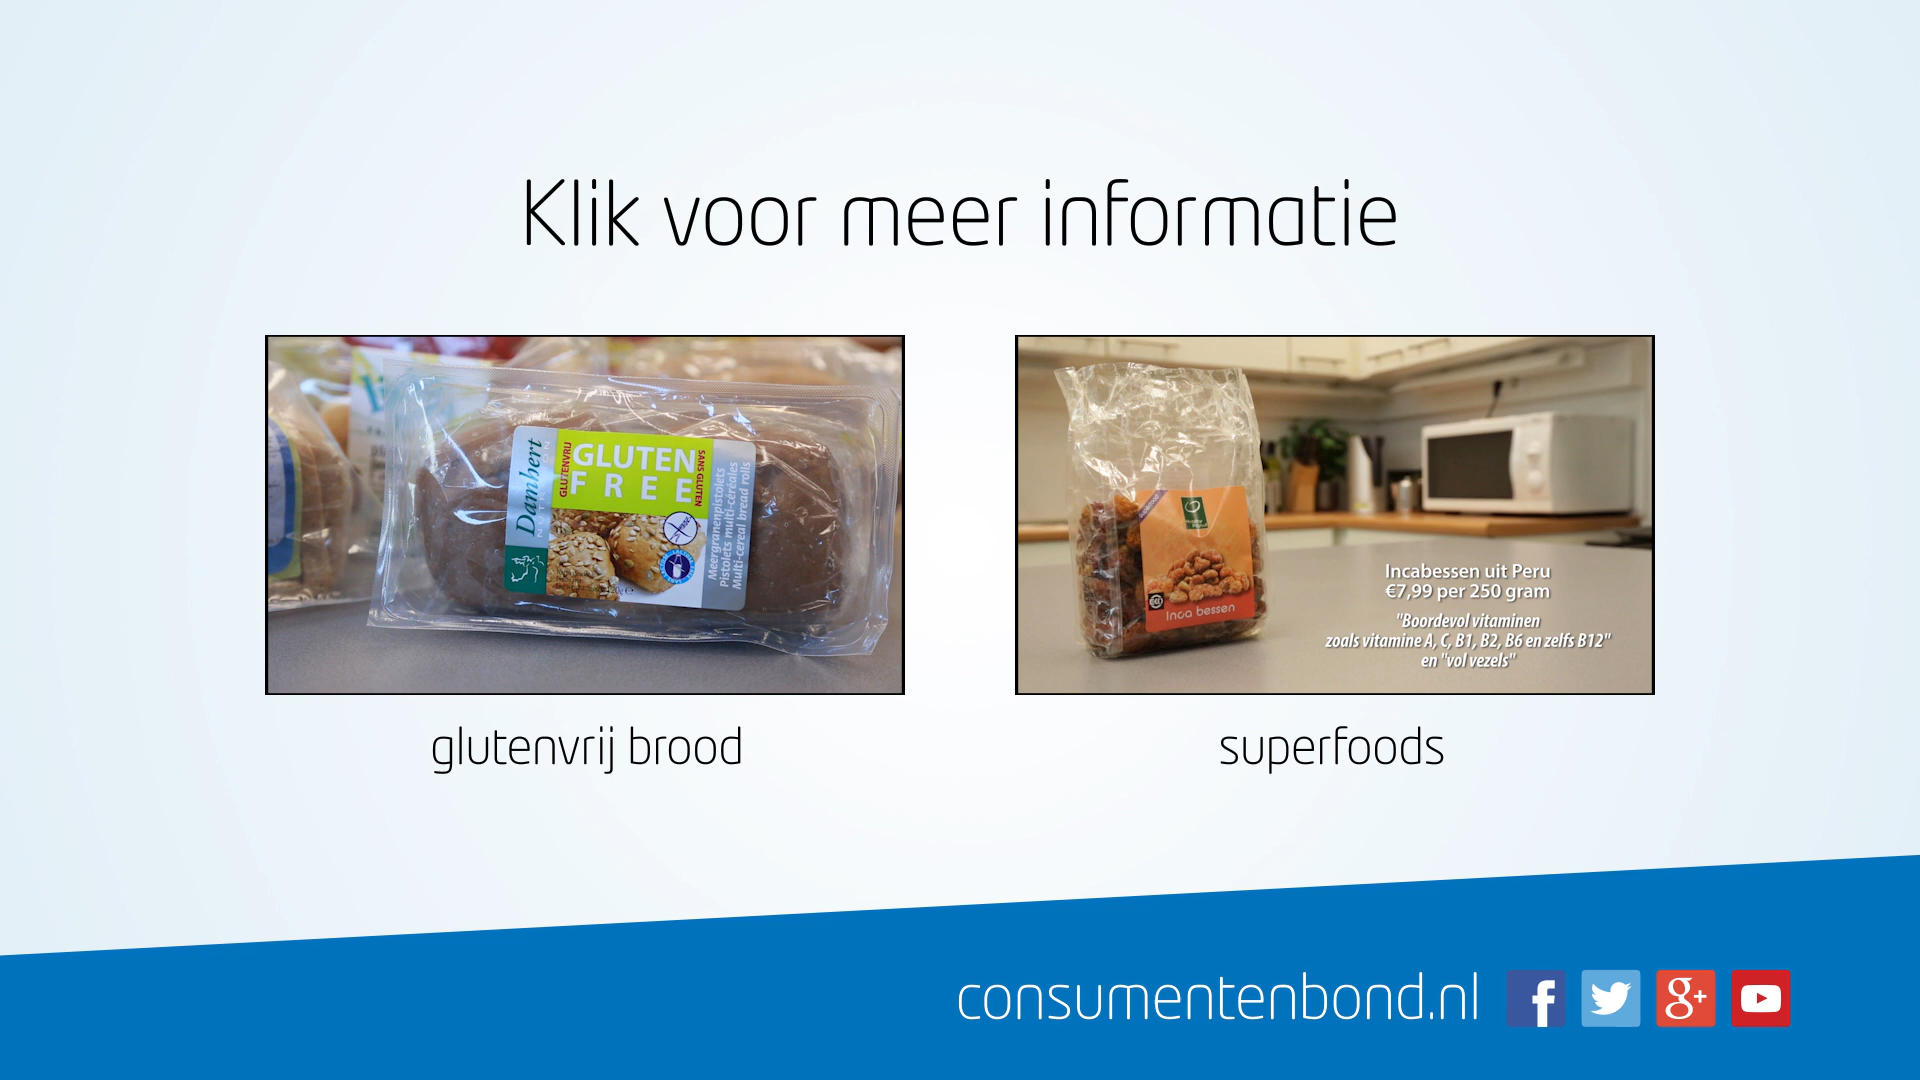 Klik voor meer informatie
Damhert
GLUTENVRIJ
GLUTEN
FREE
SANS GLUTEN
Meergranenpistolets
Pistolets multi-céréales
Multi-cereal bread rolls
Inca bessen
Incabessen uit Peru
€7,99 per 250 gram
"Boordevol vitaminen
zoals vitamine A, C, B1, B2, B6 en zelfs B12"
en "vol vezels"
glutenvrij brood
superfoods
consumentenbond.nl